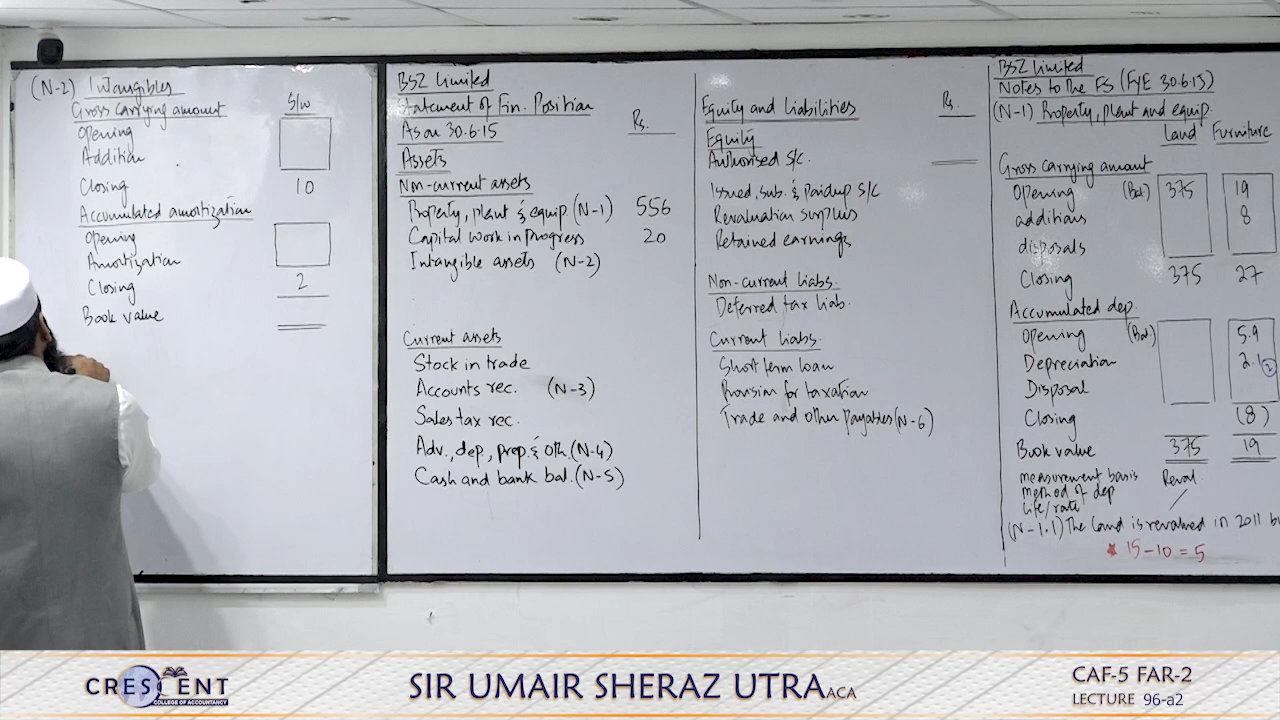 (N-2) Intangibles
S/w
Gross carrying amount
Opening
Addition
Closing 10
Accumulated amortization
Opening
Amortization
Closing 2
Book value
BSZ Limited
Statement of Fin. Position
As on 30.6.15 Rs.
Assets
Non-current assets
Property, plant & equip. (N-1) 556
Capital Work in Progress 20
Intangible assets (N-2)
Current assets
Stock in trade
Accounts rec. (N-3)
Sales tax rec.
Adv., dep, prep. & oth. (N-4)
Cash and bank bal. (N-5)
Equity and Liabilities Rs.
Equity
Authorised S/c.
Issued, sub. & paidup S/C
Revaluation surplus
Retained earnings
Non-current liabs.
Deferred tax liab.
Current liabs.
Short term loan
Provision for taxation
Trade and other payables (N-6)
BSZ Limited
Notes to the FS (F/E 30.6.15)
(N-1) Property, plant and equip.
Land Furniture
Gross carrying amount
Opening (Bal) 375 19
additions 8
disposals
Closing 375 27
Accumulated dep.
Opening (Bal) 5.9
Depreciation 2.1 2
Disposal
Closing (8)
Book value 375 19
measurement basis Reval.
method of dep
life/rate
(N-1.1) The land is revalued in 2011 b
* 15-10 = 5
CRESCENT
COLLEGE OF ACCOUNTANCY
SIR UMAIR SHERAZ UTRA ACA
CAF-5 FAR-2
LECTURE 96-a2